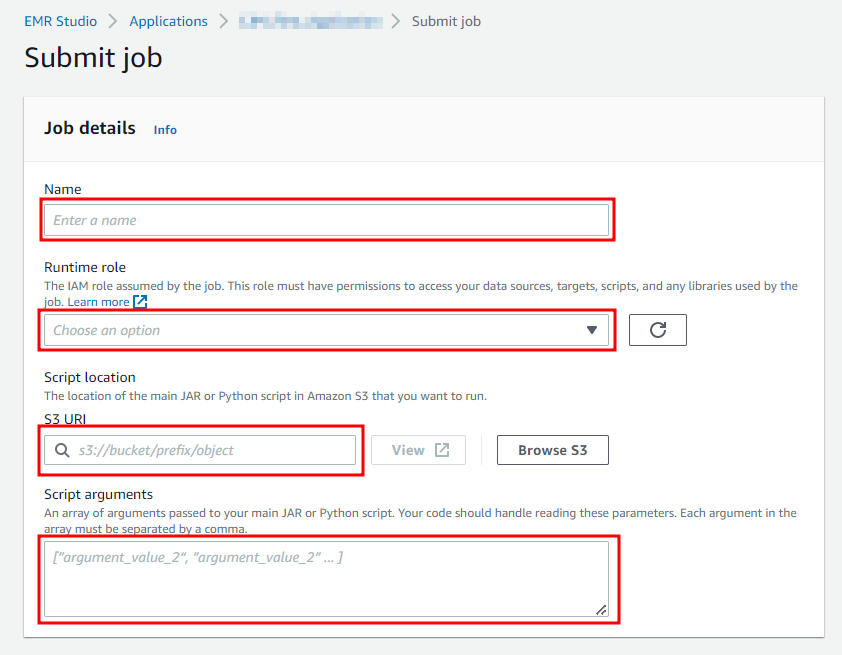 EMR Studio > Applications > > Submit job
Submit job
Job details Info
Name
Enter a name
Runtime role
The IAM role assumed by the job. This role must have permissions to access your data sources, targets, scripts, and any libraries used by the
job. Learn more
Choose an option
Script location
The location of the main JAR or Python script in Amazon S3 that you want to run.
S3 URI
s3://bucket/prefix/object View Browse S3
Script arguments
An array of arguments passed to your main JAR or Python script. Your code should handle reading these parameters. Each argument in the
array must be separated by a comma.
["argument_value_2", "argument_value_2" ... ]